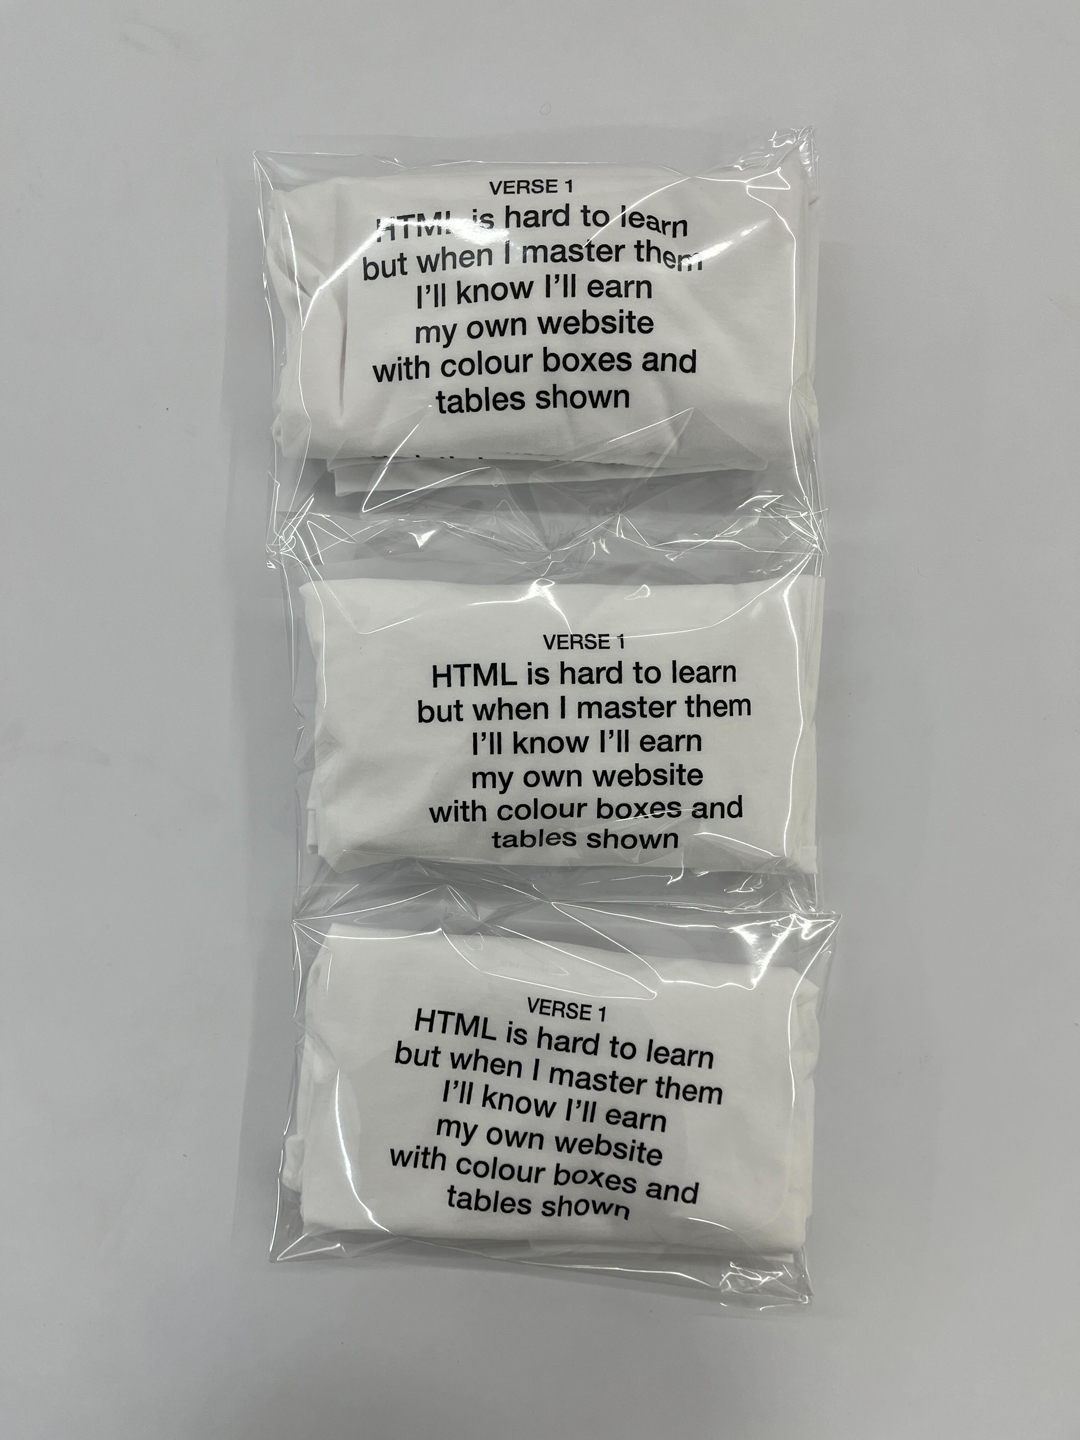 VERSE 1
HTML is hard to learn
but when I master them
I’ll know I’ll earn
my own website
with colour boxes and
tables shown
VERSE 1
HTML is hard to learn
but when I master them
I’ll know I’ll earn
my own website
with colour boxes and
tables shown
VERSE 1
HTML is hard to learn
but when I master them
I’ll know I’ll earn
my own website
with colour boxes and
tables shown